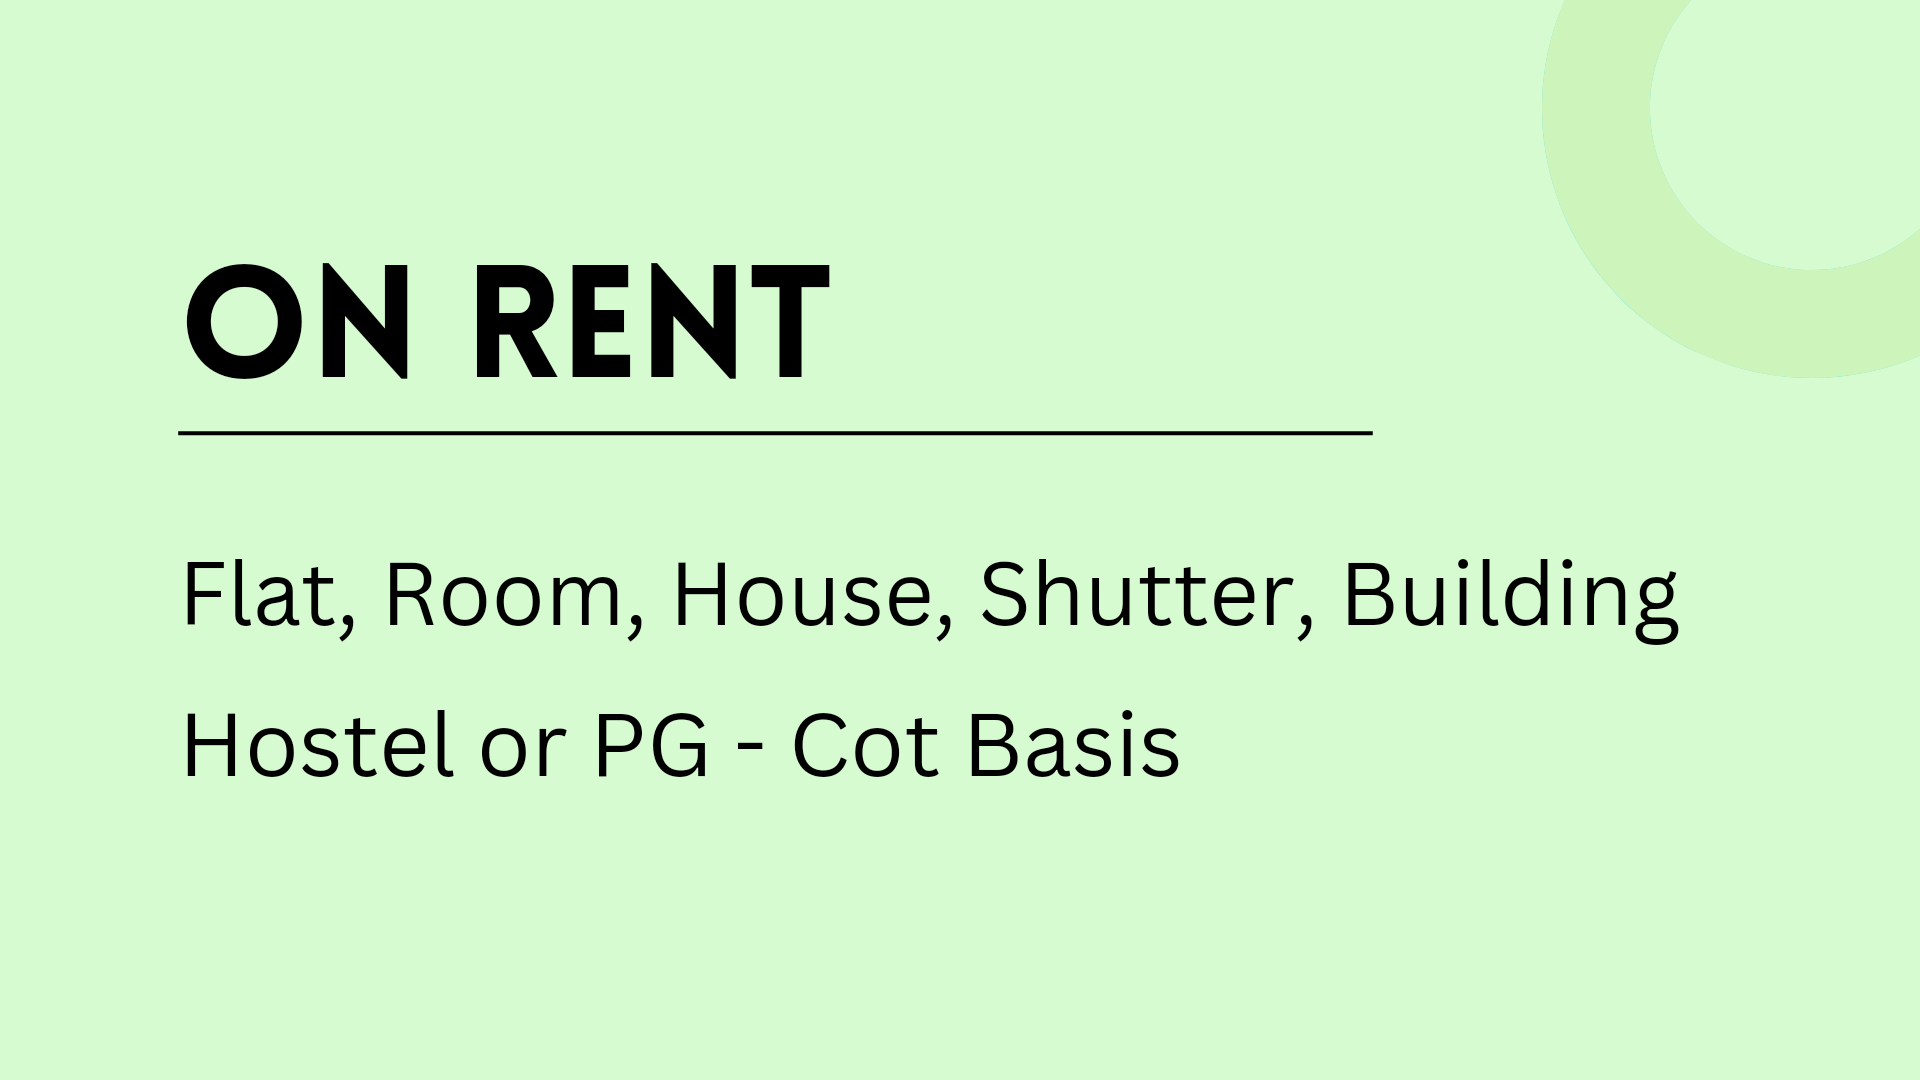 ON RENT
Flat, Room, House, Shutter, Building
Hostel or PG - Cot Basis